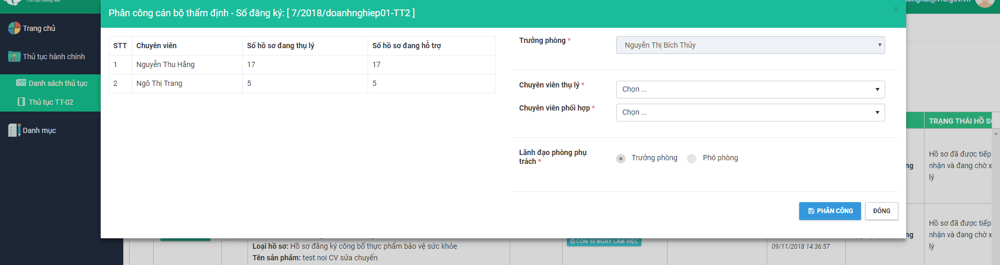 Chi cục Đồng Nai
Trang chủ
Thủ tục hành chính
Danh sách thủ tục
Thủ tục TT-02
Danh mục
Phân công cán bộ thẩm định - Số đăng ký: [ 7/2018/doanhnghiep01-TT2 ]
STT Chuyên viên Số hồ sơ đang thụ lý Số hồ sơ đang hỗ trợ
1 Nguyễn Thu Hằng 17 17
2 Ngô Thị Trang 5 5
Trưởng phòng *
Nguyễn Thị Bích Thủy
Chuyên viên thụ lý *
Chọn ...
Chuyên viên phối hợp *
Chọn ...
Lãnh đạo phòng phụ
trách *
Trưởng phòng Phó phòng
PHÂN CÔNG ĐÓNG
TRẠNG THÁI HỒ
Hồ sơ đã được tiếp
nhận và đang chờ
lý
Hồ sơ đã được tiếp
nhận và đang chờ
lý
Loại hồ sơ: Hồ sơ đăng ký công bố thực phẩm bảo vệ sức khỏe
Tên sản phẩm: test noi CV sửa chuyển
CÒN 18 NGÀY LÀM VIỆC
09/11/2018 14:36:57